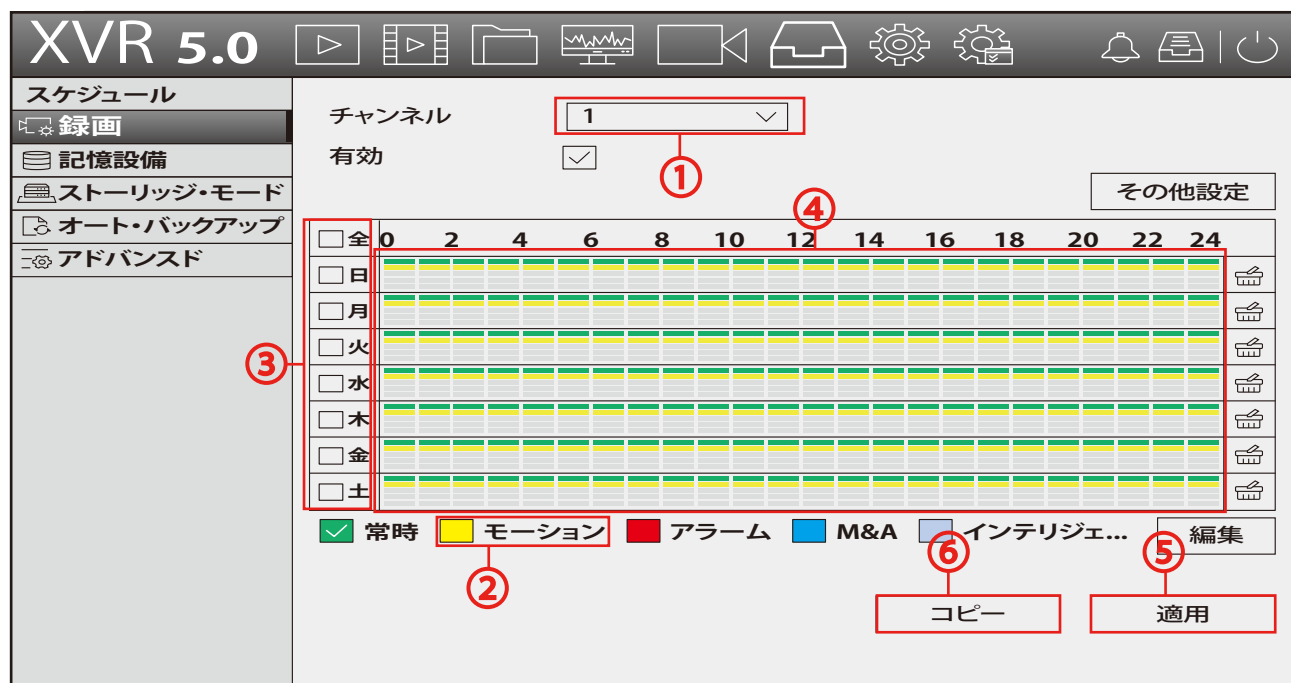 XVR 5.0
スケジュール
録画
記憶設備
ストーリッジ・モード
オート・バックアップ
アドバンスド
チャンネル 1
①
有効
その他設定
④
全 0 2 4 6 8 10 12 14 16 18 20 22 24
日
月
火
③
水
木
金
土
常時 モーション アラーム M&A インテリジェ... 編集
②
⑥
⑤
コピー 適用